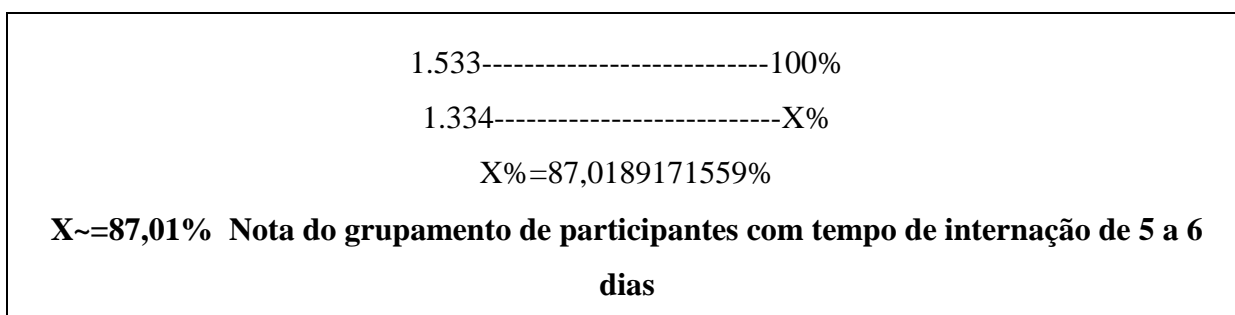 1.533---------------------------100%
1.334---------------------------X%
X%=87,0189171559%
X~=87,01%  Nota do grupamento de participantes com tempo de internação de 5 a 6
dias